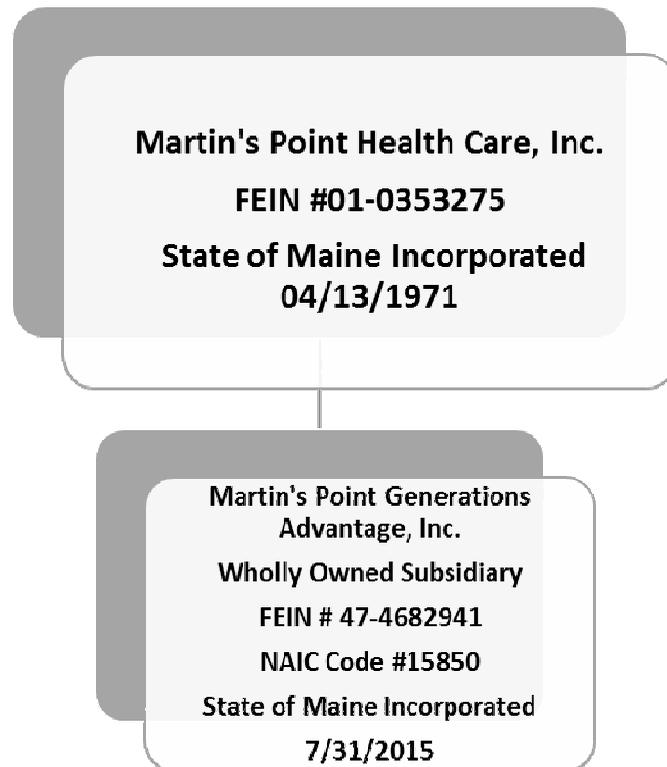 Martin's Point Health Care, Inc.
FEIN #01-0353275
State of Maine Incorporated
04/13/1971
Martin's Point Generations
Advantage, Inc.
Wholly Owned Subsidiary
FEIN # 47-4682941
NAIC Code #15850
State of Maine Incorporated
7/31/2015